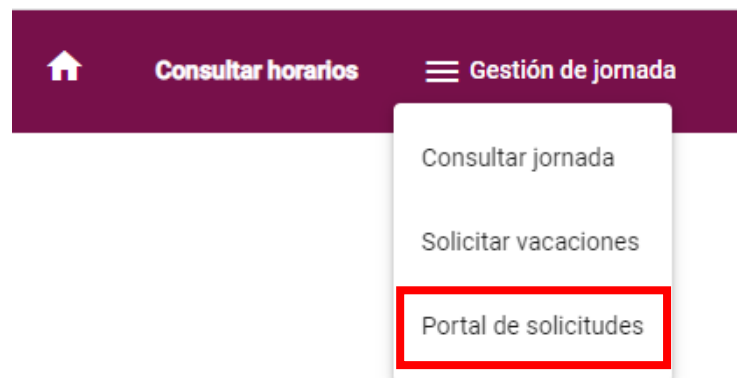 Consultar horarios
Gestión de jornada
Consultar jornada
Solicitar vacaciones
Portal de solicitudes